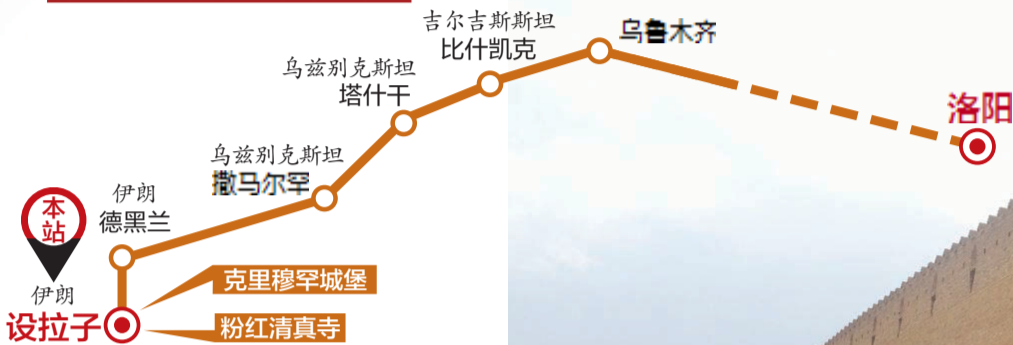 吉尔吉斯斯坦
比什凯克
乌鲁木齐
乌兹别克斯坦
塔什干
洛阳
乌兹别克斯坦
撒马尔罕
伊朗
德黑兰
本站
伊朗
设拉子
克里穆罕城堡
粉红清真寺